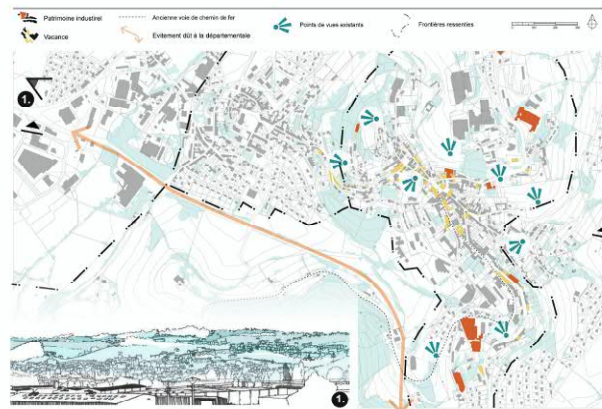 Patrimoine industirel
Ancienne voie de chemin de fer
Points de vues existants
Frontières ressenties
Vacance
Evitement dût à la départementale
1.
1.